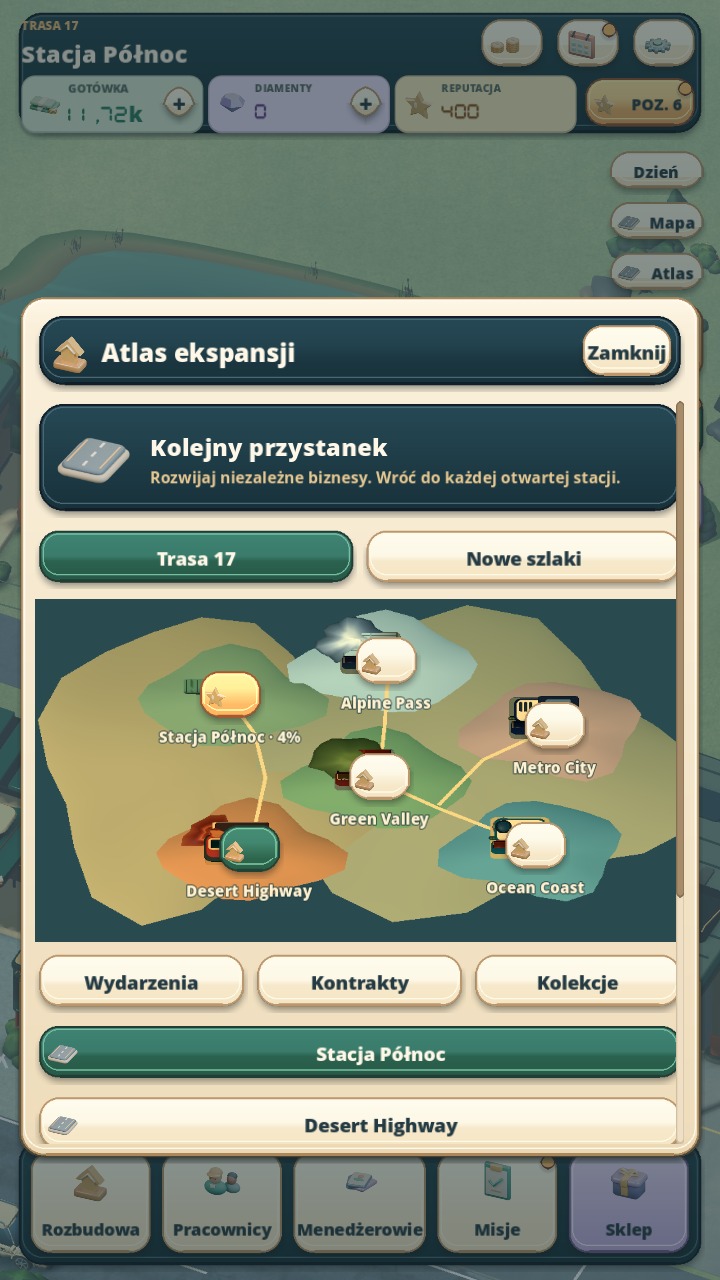 TRASA 17
Stacja Północ
GOTÓWKA
11,72k
DIAMENTY
0
REPUTACJA
400
POZ. 6
Dzień
Mapa
Atlas
Atlas ekspansji
Zamknij
Kolejny przystanek
Rozwijaj niezależne biznesy. Wróć do każdej otwartej stacji.
Trasa 17
Nowe szlaki
Alpine Pass
Stacja Północ · 4%
Metro City
Green Valley
Desert Highway
Ocean Coast
Wydarzenia
Kontrakty
Kolekcje
Stacja Północ
Desert Highway
Rozbudowa
Pracownicy
Menedżerowie
Misje
Sklep